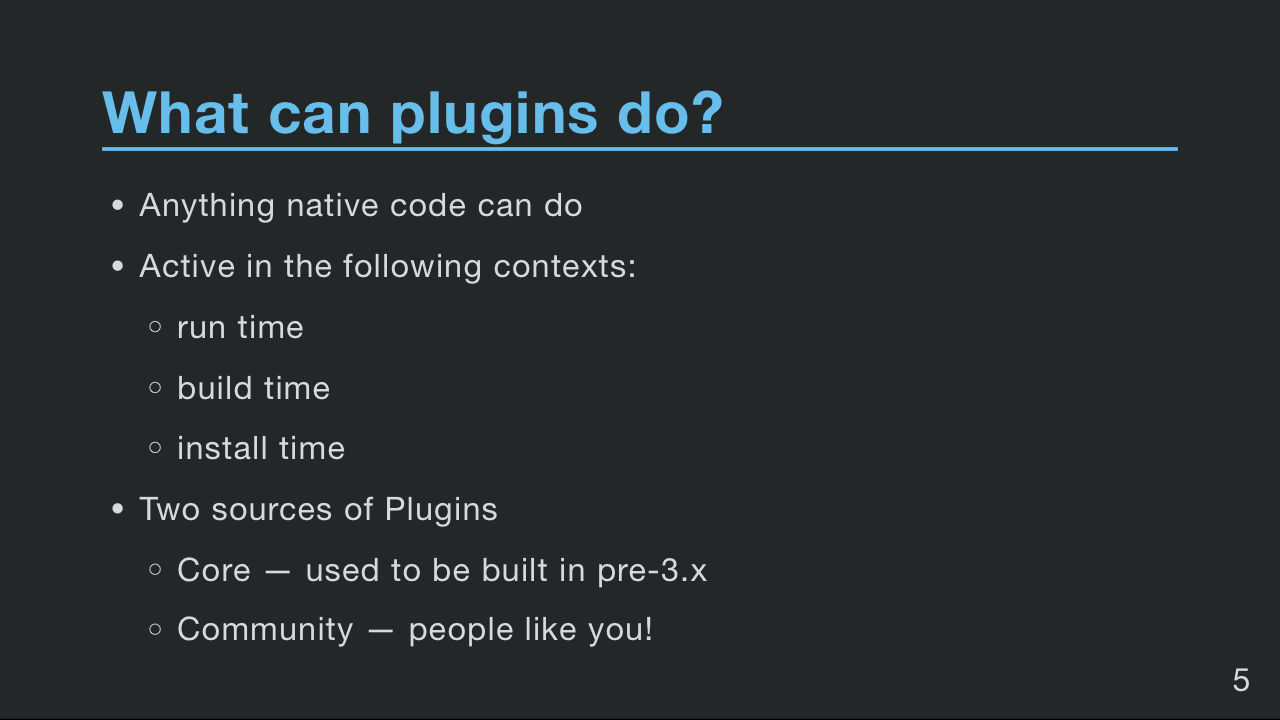 What can plugins do?
• Anything native code can do
• Active in the following contexts:
○ run time
○ build time
○ install time
• Two sources of Plugins
○ Core — used to be built in pre-3.x
○ Community — people like you!
5